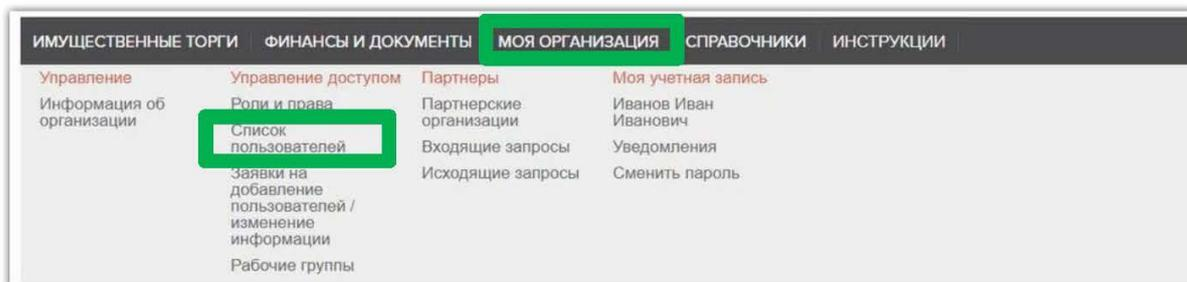 ИМУЩЕСТВЕННЫЕ ТОРГИ ФИНАНСЫ И ДОКУМЕНТЫ МОЯ ОРГАНИЗАЦИЯ СПРАВОЧНИКИ ИНСТРУКЦИИ
Управление
Информация об
организации
Управление доступом
Роли и права
Список
пользователей
Заявки на
добавление
пользователей /
изменение
информации
Рабочие группы
Партнеры
Партнерские
организации
Входящие запросы
Исходящие запросы
Моя учетная запись
Иванов Иван
Иванович
Уведомления
Сменить пароль